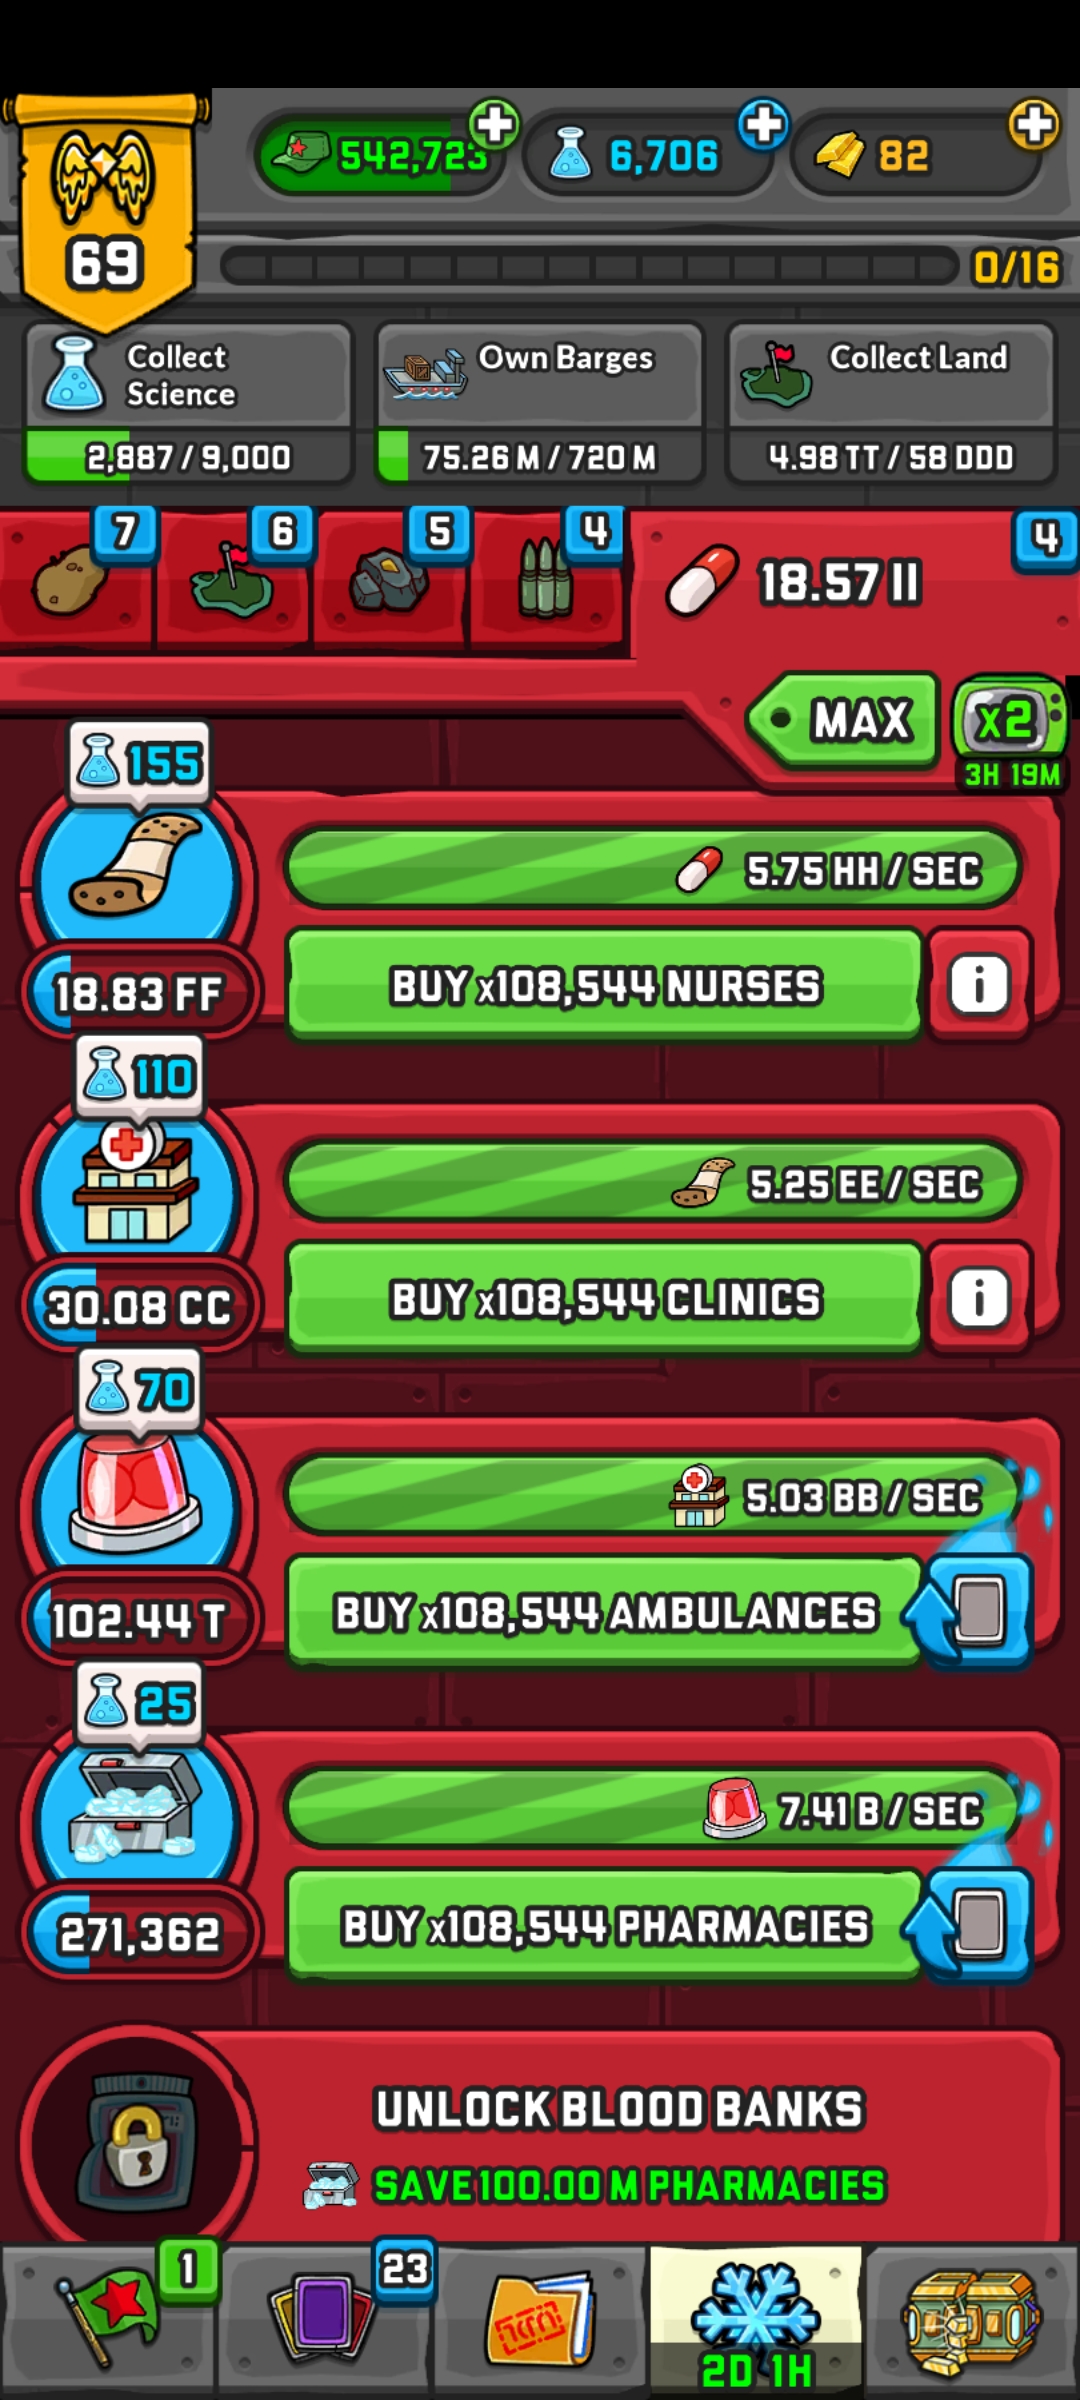 542,723
6,706
82
69
0/16
Collect
Science
Own Barges
Collect Land
2,887 / 9,000
75.26 M / 720 M
4.98 TT / 58 DDD
7
6
5
4
18.57 II
4
MAX
x2
3H 19M
155
5.75 HH / SEC
BUY x108,544 NURSES
i
18.83 FF
110
5.25 EE / SEC
BUY x108,544 CLINICS
i
30.08 CC
70
5.03 BB / SEC
BUY x108,544 AMBULANCES
102.44 T
25
7.41 B / SEC
BUY x108,544 PHARMACIES
271,362
UNLOCK BLOOD BANKS
SAVE 100.00 M PHARMACIES
1
23
2D 1H